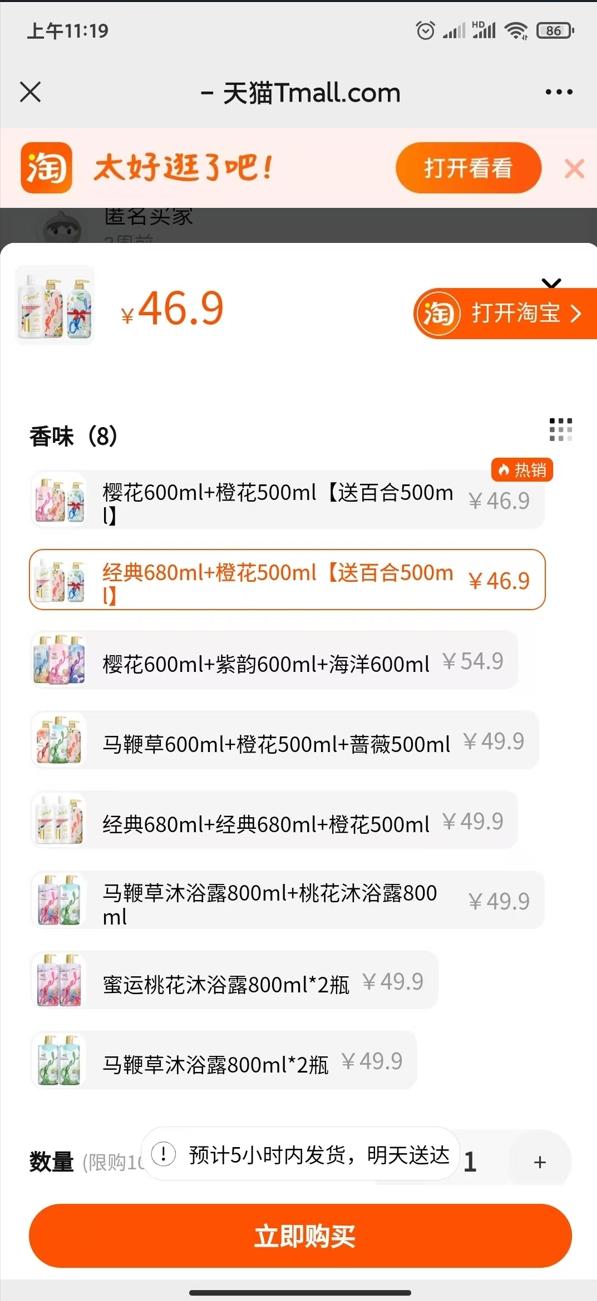 上午11:19
HD
86
– 天猫Tmall.com
淘
太好逛了吧!
打开看看
匿名买家
2周前
¥46.9
淘 打开淘宝
香味（8）
热销
樱花600ml+橙花500ml【送百合500m
l】
¥46.9
经典680ml+橙花500ml【送百合500m
l】
¥46.9
樱花600ml+紫韵600ml+海洋600ml ¥54.9
马鞭草600ml+橙花500ml+蔷薇500ml ¥49.9
经典680ml+经典680ml+橙花500ml ¥49.9
马鞭草沐浴露800ml+桃花沐浴露800
ml
¥49.9
蜜运桃花沐浴露800ml*2瓶 ¥49.9
马鞭草沐浴露800ml*2瓶 ¥49.9
数量 (限购10
预计5小时内发货，明天送达
1 +
立即购买